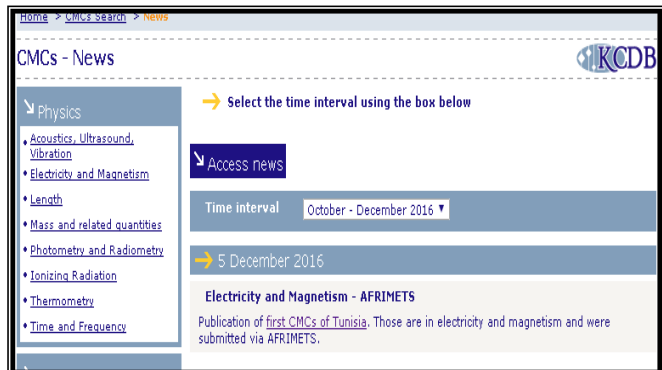 Home > CMCs Search > News
CMCs - News
KCDB
Physics
Acoustics, Ultrasound,
Vibration
Electricity and Magnetism
Length
Mass and related quantities
Photometry and Radiometry
Ionizing Radiation
Thermometry
Time and Frequency
Select the time interval using the box below
Access news
Time interval October - December 2016
5 December 2016
Electricity and Magnetism - AFRIMETS
Publication of first CMCs of Tunisia. Those are in electricity and magnetism and were
submitted via AFRIMETS.